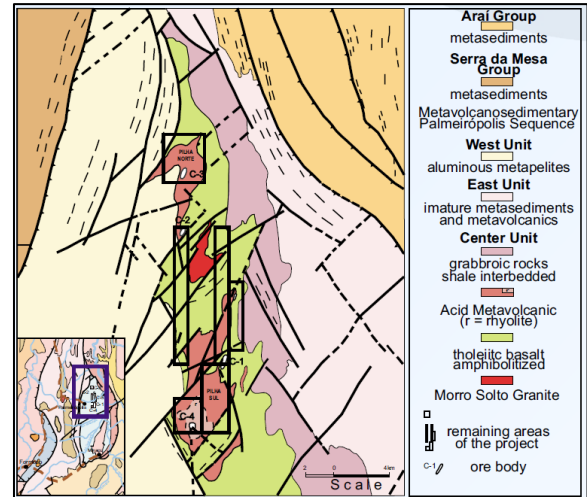 PILHA
NORTE
C-3
C-2
C-1
PILHA
SUL
C-4
2 0 4km
Scale
Araí Group
metasediments
Serra da Mesa
Group
metasediments
Metavolcanosedimentary
Palmeirópolis Sequence
West Unit
aluminous metapelites
East Unit
imature metasediments
and metavolcanics
Center Unit
grabbroic rocks
shale interbedded
Acid Metavolcanic
(r = rhyolite)
tholeiitc basalt
amphibolitized
Morro Solto Granite
remaining areas
of the project
C-1
ore body